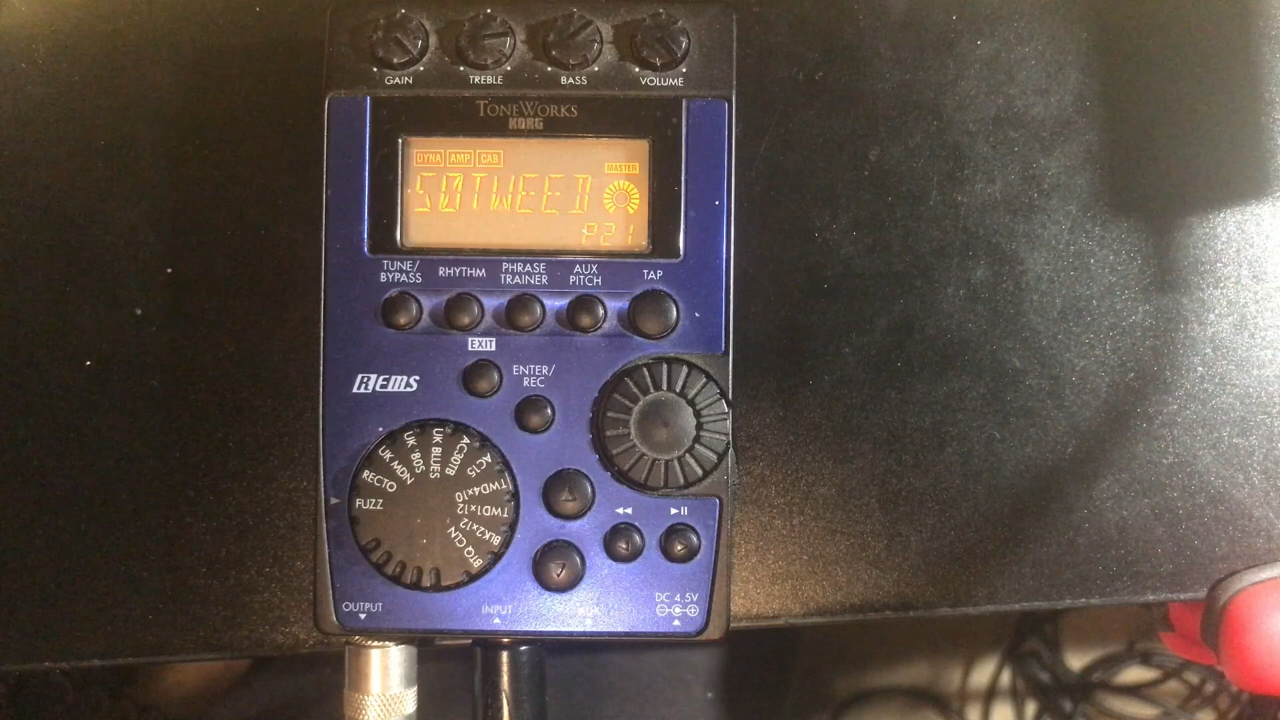 GAIN TREBLE BASS VOLUME
TONEWORKS
KORG
DYNA AMP CAB
MASTER
50TWEED
P21
TUNE/BYPASS RHYTHM PHRASE TRAINER AUX PITCH TAP
EXIT
ENTER/REC
REMS
FUZZ
RECTO
UK MDN
UK '80S
UK BLUES
AC30TB
AC15
TWD4x10
TWD1x12
BLK2x12
BTQ CLN
OUTPUT INPUT AUX DC 4.5V